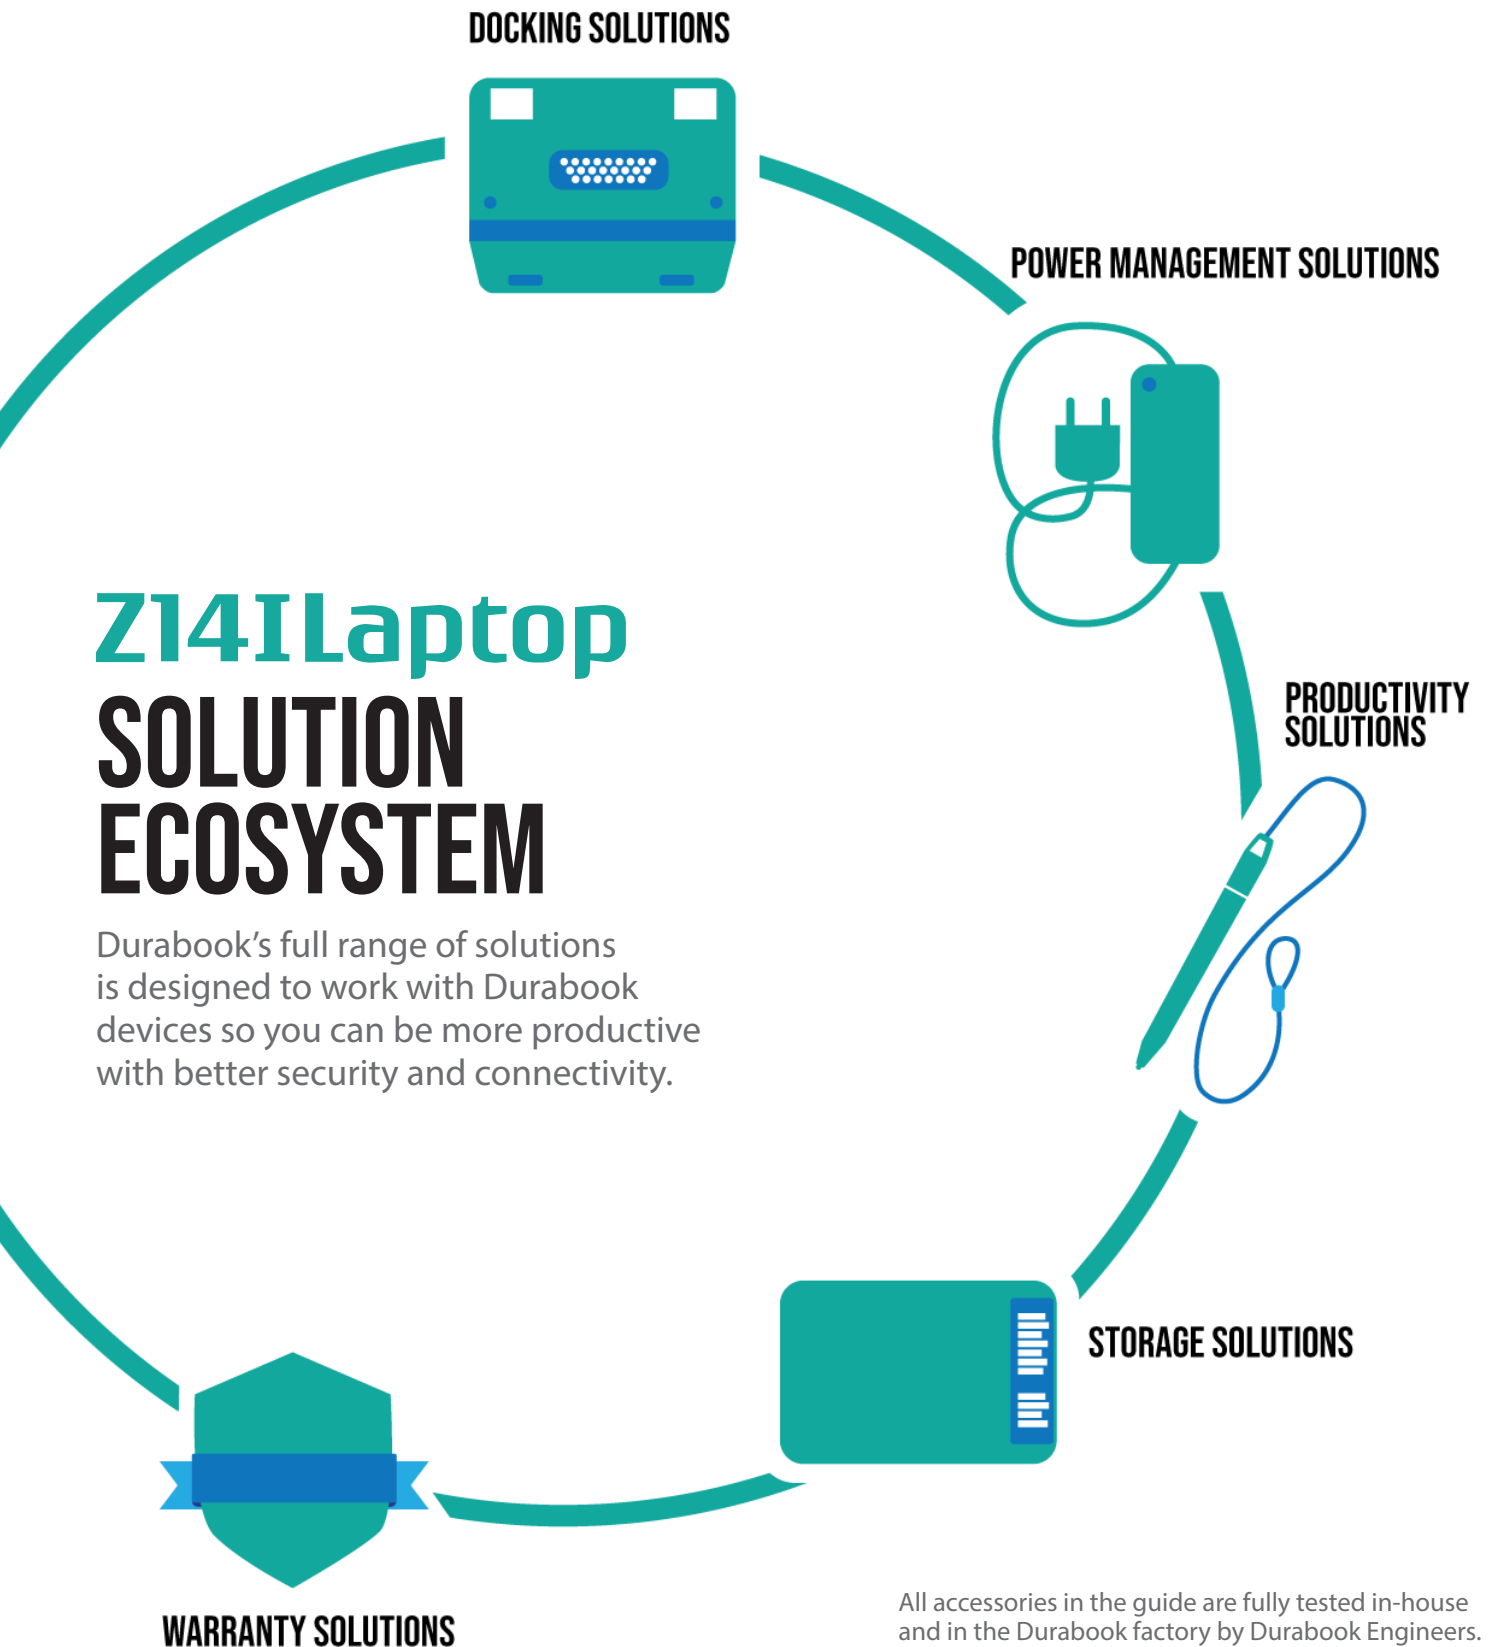 DOCKING SOLUTIONS
POWER MANAGEMENT SOLUTIONS
Z14I Laptop
SOLUTION
ECOSYSTEM
Durabook’s full range of solutions
is designed to work with Durabook
devices so you can be more productive
with better security and connectivity.
PRODUCTIVITY
SOLUTIONS
STORAGE SOLUTIONS
WARRANTY SOLUTIONS
All accessories in the guide are fully tested in-house
and in the Durabook factory by Durabook Engineers.